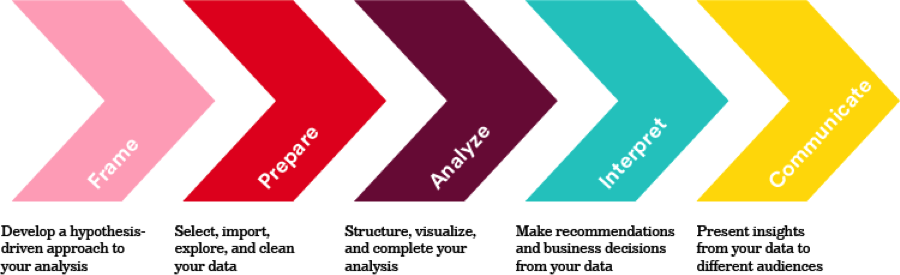 Frame
Prepare
Analyze
Interpret
Communicate
Develop a hypothesis-
driven approach to
your analysis
Select, import,
explore, and clean
your data
Structure, visualize,
and complete your
analysis
Make recommendations
and business decisions
from your data
Present insights
from your data to
different audiences